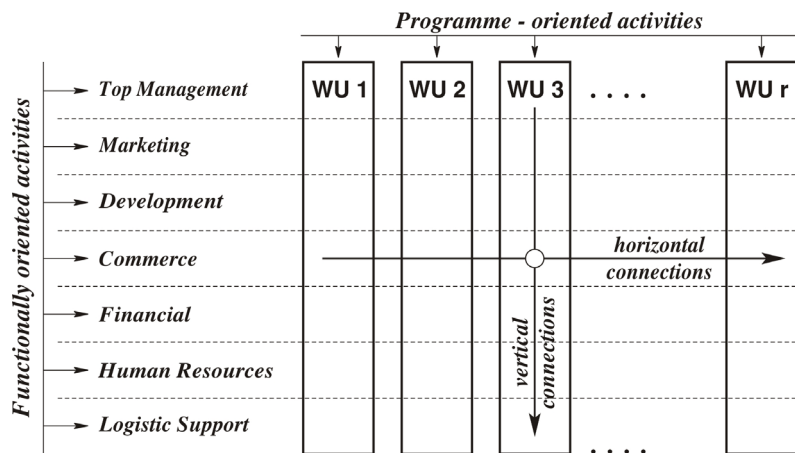 Programme - oriented activities
Functionally oriented activities
Top Management
WU 1
WU 2
WU 3
. . . .
WU r
Marketing
Development
Commerce
horizontal
connections
Financial
vertical
connections
Human Resources
Logistic Support
. . . .